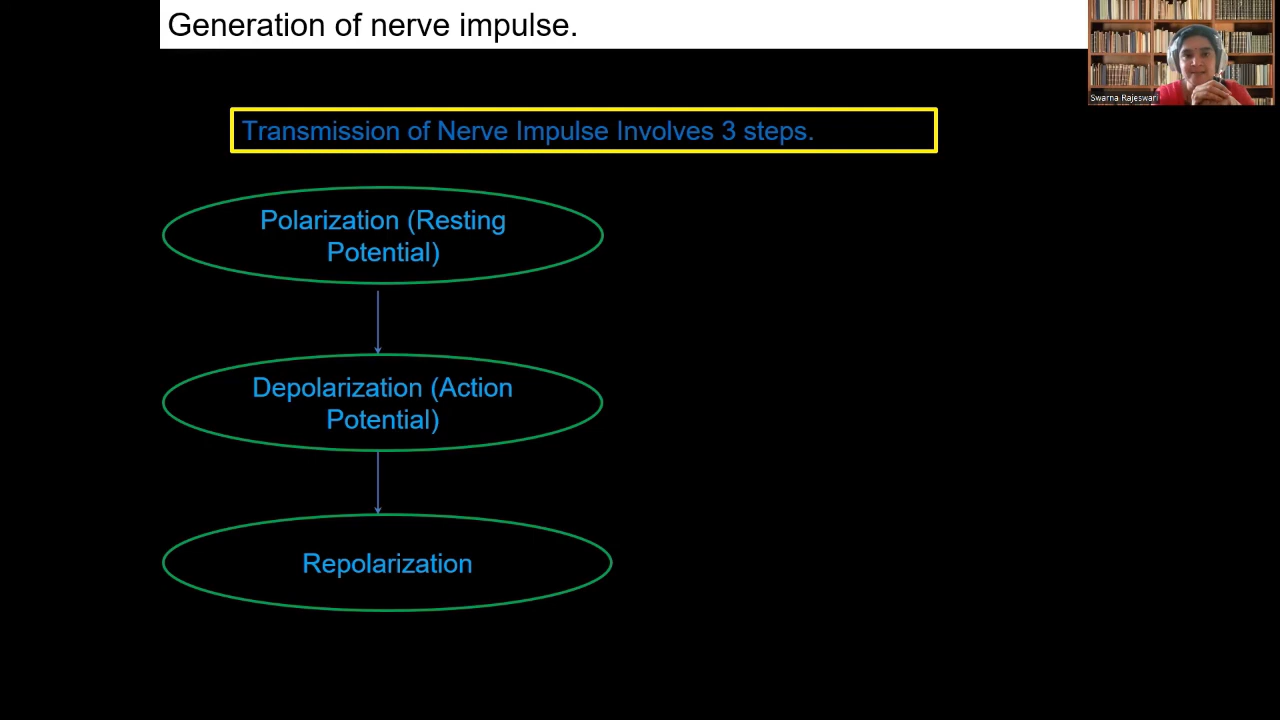 Generation of nerve impulse.
Swarna Rajeswari
Transmission of Nerve Impulse Involves 3 steps.
Polarization (Resting
Potential)
Depolarization (Action
Potential)
Repolarization